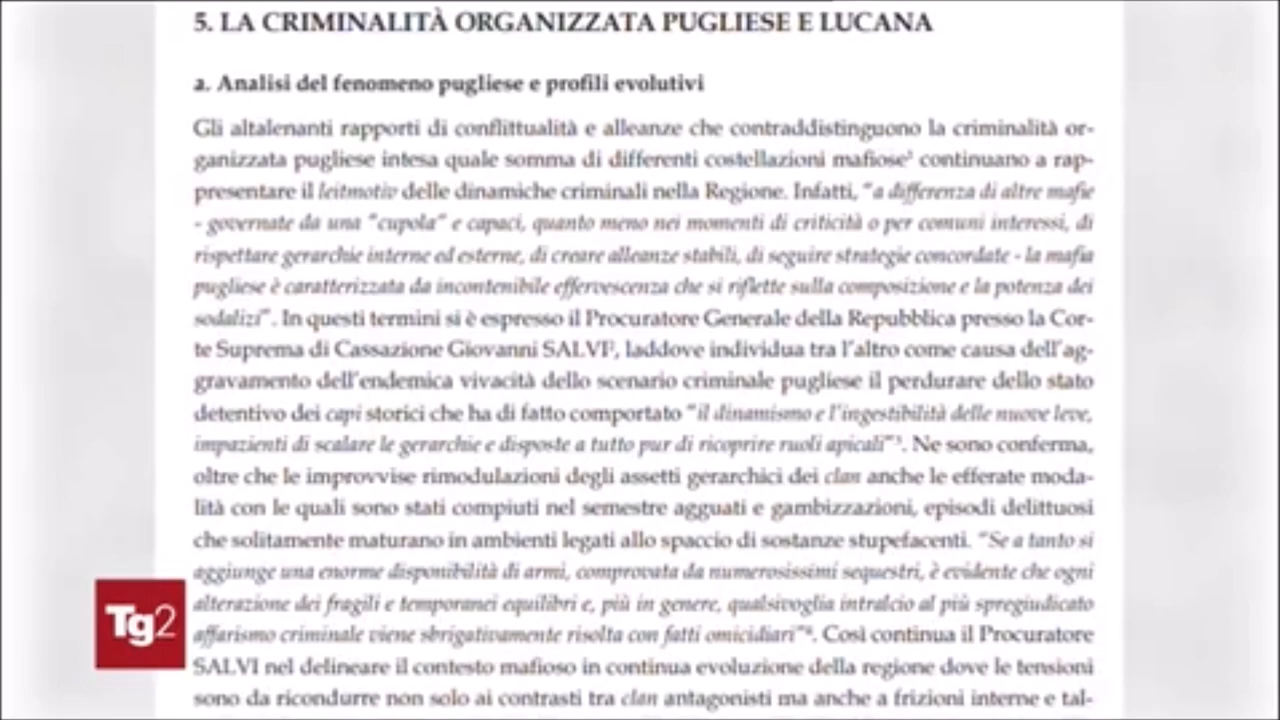 5. LA CRIMINALITÀ ORGANIZZATA PUGLIESE E LUCANA
a. Analisi del fenomeno pugliese e profili evolutivi
Gli altalenanti rapporti di conflittualità e alleanze che contraddistinguono la criminalità or-
ganizzata pugliese intesa quale somma di differenti costellazioni mafiose¹ continuano a rap-
presentare il leitmotiv delle dinamiche criminali nella Regione. Infatti, “a differenza di altre mafie
- governate da una “cupola” e capaci, quanto meno nei momenti di criticità o per comuni interessi, di
rispettare gerarchie interne ed esterne, di creare alleanze stabili, di seguire strategie concordate - la mafia
pugliese è caratterizzata da incontenibile effervescenza che si riflette sulla composizione e la potenza dei
sodalizi”. In questi termini si è espresso il Procuratore Generale della Repubblica presso la Cor-
te Suprema di Cassazione Giovanni SALVI², laddove individua tra l’altro come causa dell’ag-
gravamento dell’endemica vivacità dello scenario criminale pugliese il perdurare dello stato
detentivo dei capi storici che ha di fatto comportato “il dinamismo e l’ingestibilità delle nuove leve,
impazienti di scalare le gerarchie e disposte a tutto pur di ricoprire ruoli apicali”³. Ne sono conferma,
oltre che le improvvise rimodulazioni degli assetti gerarchici dei clan anche le efferate moda-
lità con le quali sono stati compiuti nel semestre agguati e gambizzazioni, episodi delittuosi
che solitamente maturano in ambienti legati allo spaccio di sostanze stupefacenti. “Se a tanto si
aggiunge una enorme disponibilità di armi, comprovata da numerosissimi sequestri, è evidente che ogni
alterazione dei fragili e temporanei equilibri e, più in genere, qualsivoglia intralcio al più spregiudicato
affarismo criminale viene sbrigativamente risolta con fatti omicidiari”⁴. Così continua il Procuratore
SALVI nel delineare il contesto mafioso in continua evoluzione della regione dove le tensioni
sono da ricondurre non solo ai contrasti tra clan antagonisti ma anche a frizioni interne e tal-
Tg2